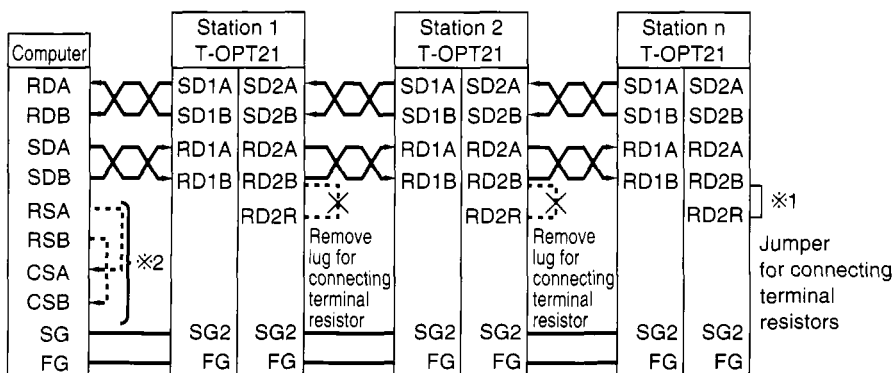 Station 1
T-OPT21
Station 2
T-OPT21
Station n
T-OPT21
Computer
RDA SD1A SD2A SD1A SD2A SD1A SD2A
RDB SD1B SD2B SD1B SD2B SD1B SD2B
SDA RD1A RD2A RD1A RD2A RD1A RD2A
SDB RD1B RD2B RD1B RD2B RD1B RD2B
RSA RD2R RD2R RD2R ※1
RSB
CSA ※2
CSB
Remove
lug for
connecting
terminal
resistor
Remove
lug for
connecting
terminal
resistor
Jumper
for connecting
terminal
resistors
SG SG2 SG2 SG2 SG2 SG2 SG2
FG FG FG FG FG FG FG